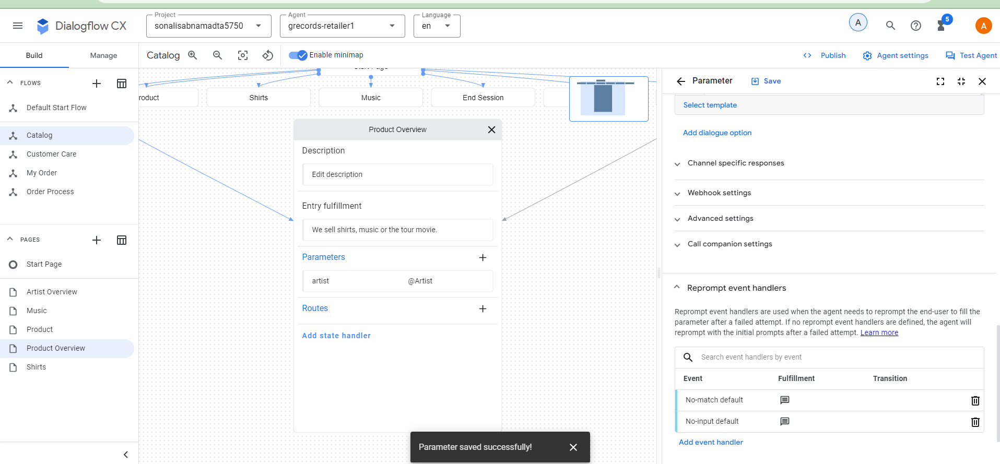 Project
Agent
Language
Dialogflow CX
sonalisabnamadta5750
grecords-retailer1
en
A
5
A
Build
Manage
Catalog
Enable minimap
Publish
Agent settings
Test Agent
FLOWS
Default Start Flow
Catalog
Customer Care
My Order
Order Process
PAGES
Start Page
Artist Overview
Music
Product
Product Overview
Shirts
Start Page
roduct
Shirts
Music
End Session
Product Overview
Description
Edit description
Entry fulfillment
We sell shirts, music or the tour movie.
Parameters
artist
@Artist
Routes
Add state handler
Parameter saved successfully!
Parameter
Save
Select template
Add dialogue option
Channel specific responses
Webhook settings
Advanced settings
Call companion settings
Reprompt event handlers
Reprompt event handlers are used when the agent needs to reprompt the end-user to fill the
parameter after a failed attempt. If no reprompt event handlers are defined, the agent will
reprompt with the initial prompts after a failed attempt. Learn more
Search event handlers by event
Event Fulfillment Transition
No-match default
No-input default
Add event handler